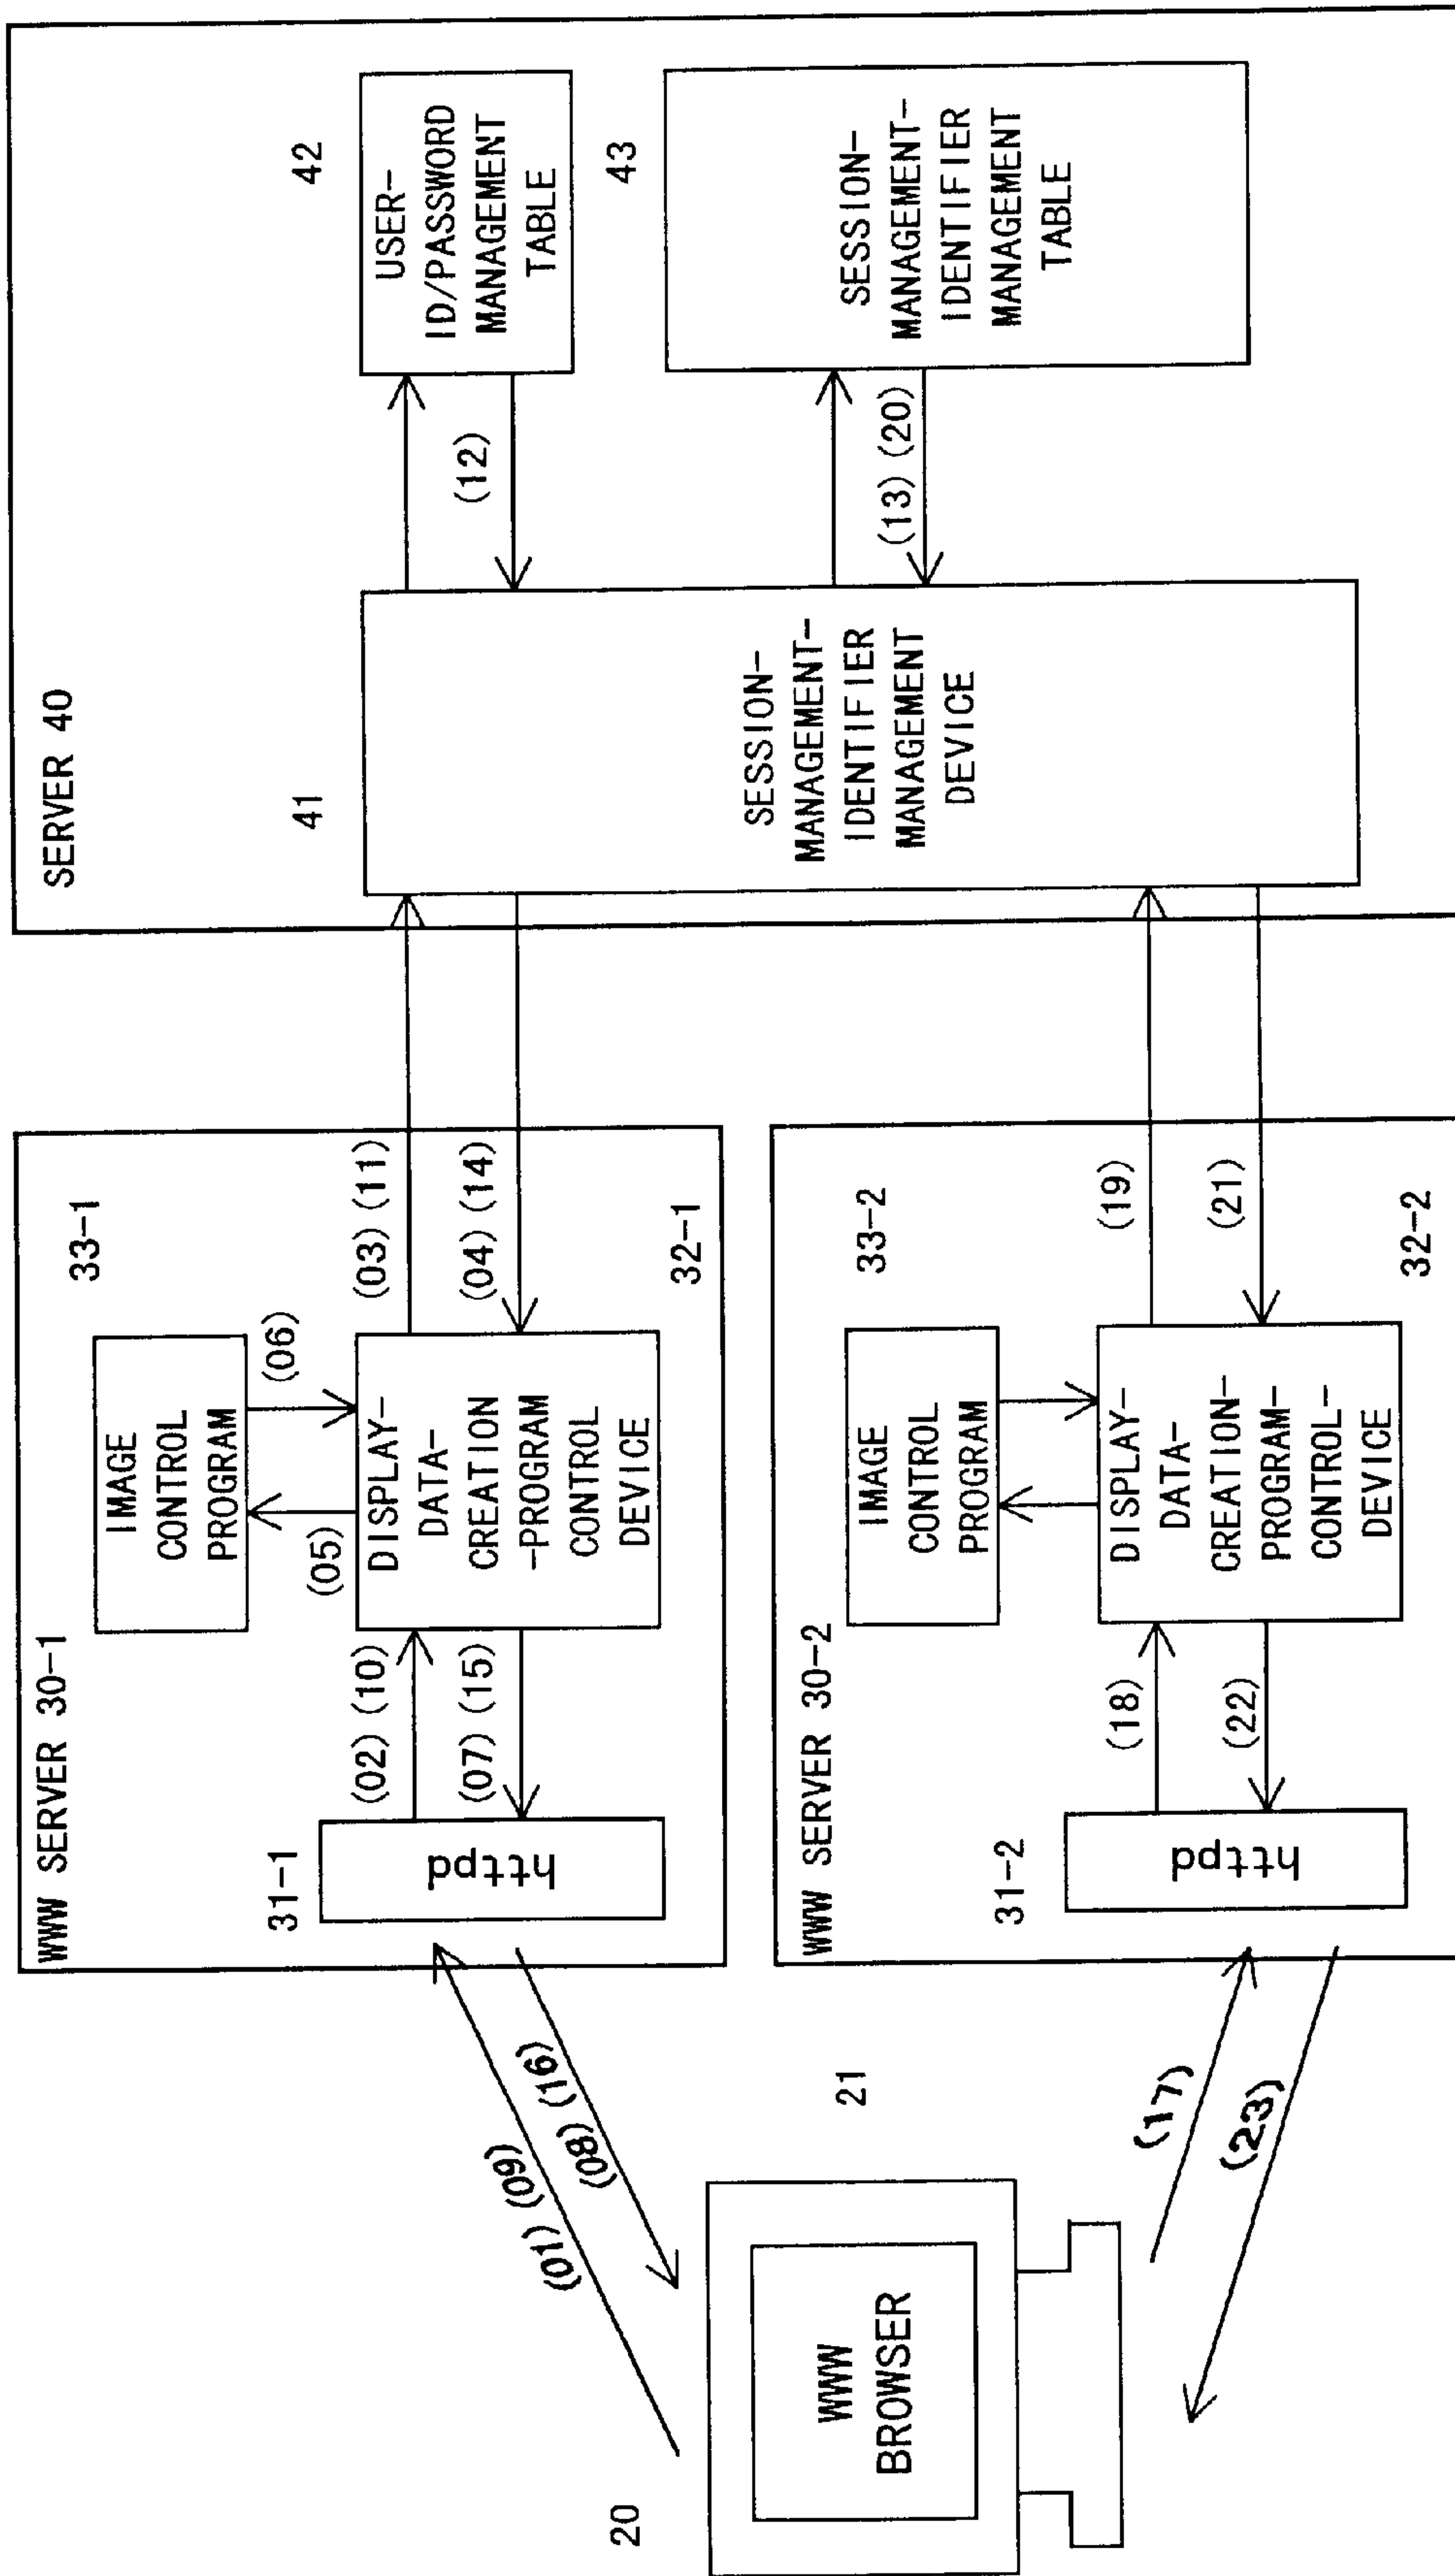 20
WWW
BROWSER
21
(01) (09)
(08) (16)
(17)
(23)
WWW SERVER 30-1
31-1
httpd
(02) (10)
(07) (15)
33-1
IMAGE
CONTROL
PROGRAM
(05)
(06)
DISPLAY-
DATA-
CREATION
-PROGRAM
CONTROL
DEVICE
32-1
(03) (11)
(04) (14)
WWW SERVER 30-2
31-2
httpd
(18)
(22)
33-2
IMAGE
CONTROL
PROGRAM
DISPLAY-
DATA-
CREATION-
PROGRAM-
CONTROL-
DEVICE
32-2
(19)
(21)
SERVER 40
41
SESSION-
MANAGEMENT-
IDENTIFIER
MANAGEMENT
DEVICE
(12)
(13) (20)
42
USER-
ID/PASSWORD
MANAGEMENT
TABLE
43
SESSION-
MANAGEMENT-
IDENTIFIER
MANAGEMENT
TABLE